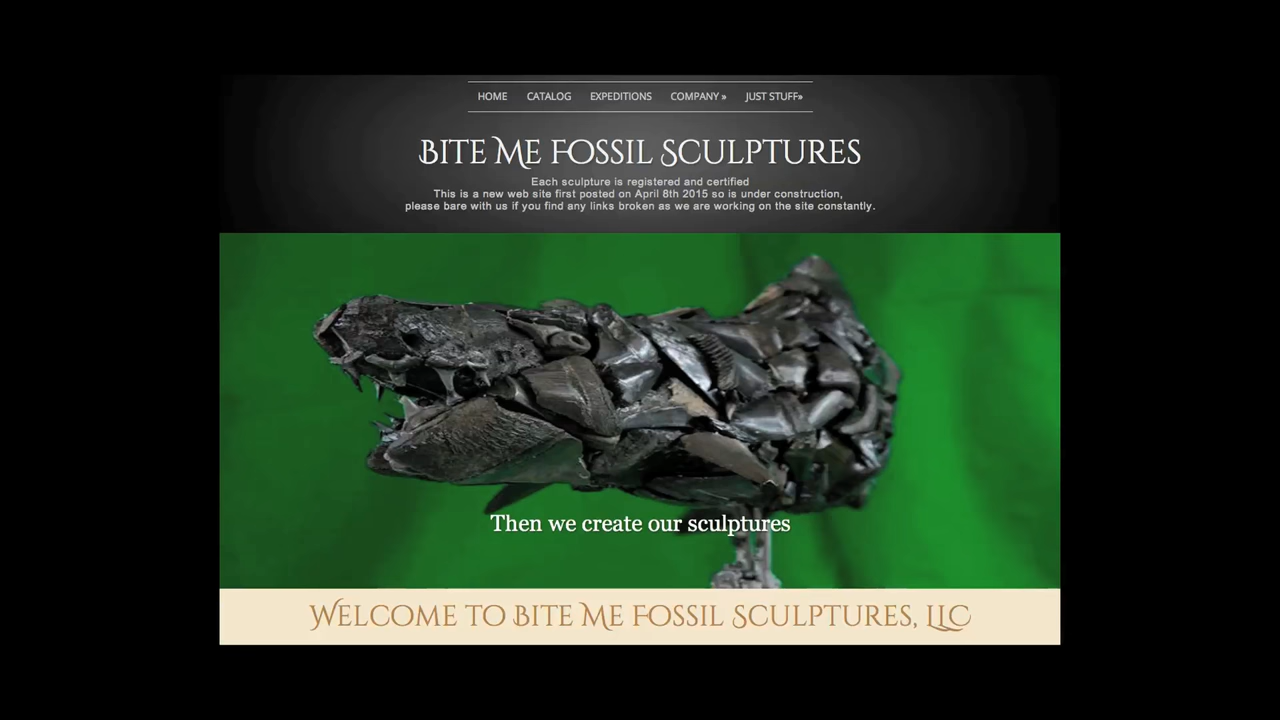 HOME CATALOG EXPEDITIONS COMPANY » JUST STUFF»
BITE ME FOSSIL SCULPTURES
Each sculpture is registered and certified
This is a new web site first posted on April 8th 2015 so is under construction,
please bare with us if you find any links broken as we are working on the site constantly.
Then we create our sculptures
WELCOME TO BITE ME FOSSIL SCULPTURES, LLC